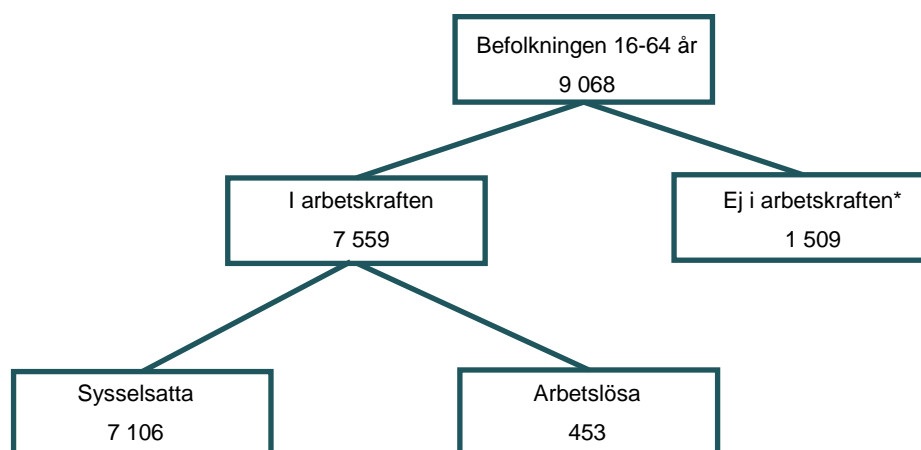 Befolkningen 16-64 år
9 068
I arbetskraften
7 559
Ej i arbetskraften*
1 509
Sysselsatta
7 106
Arbetslösa
453